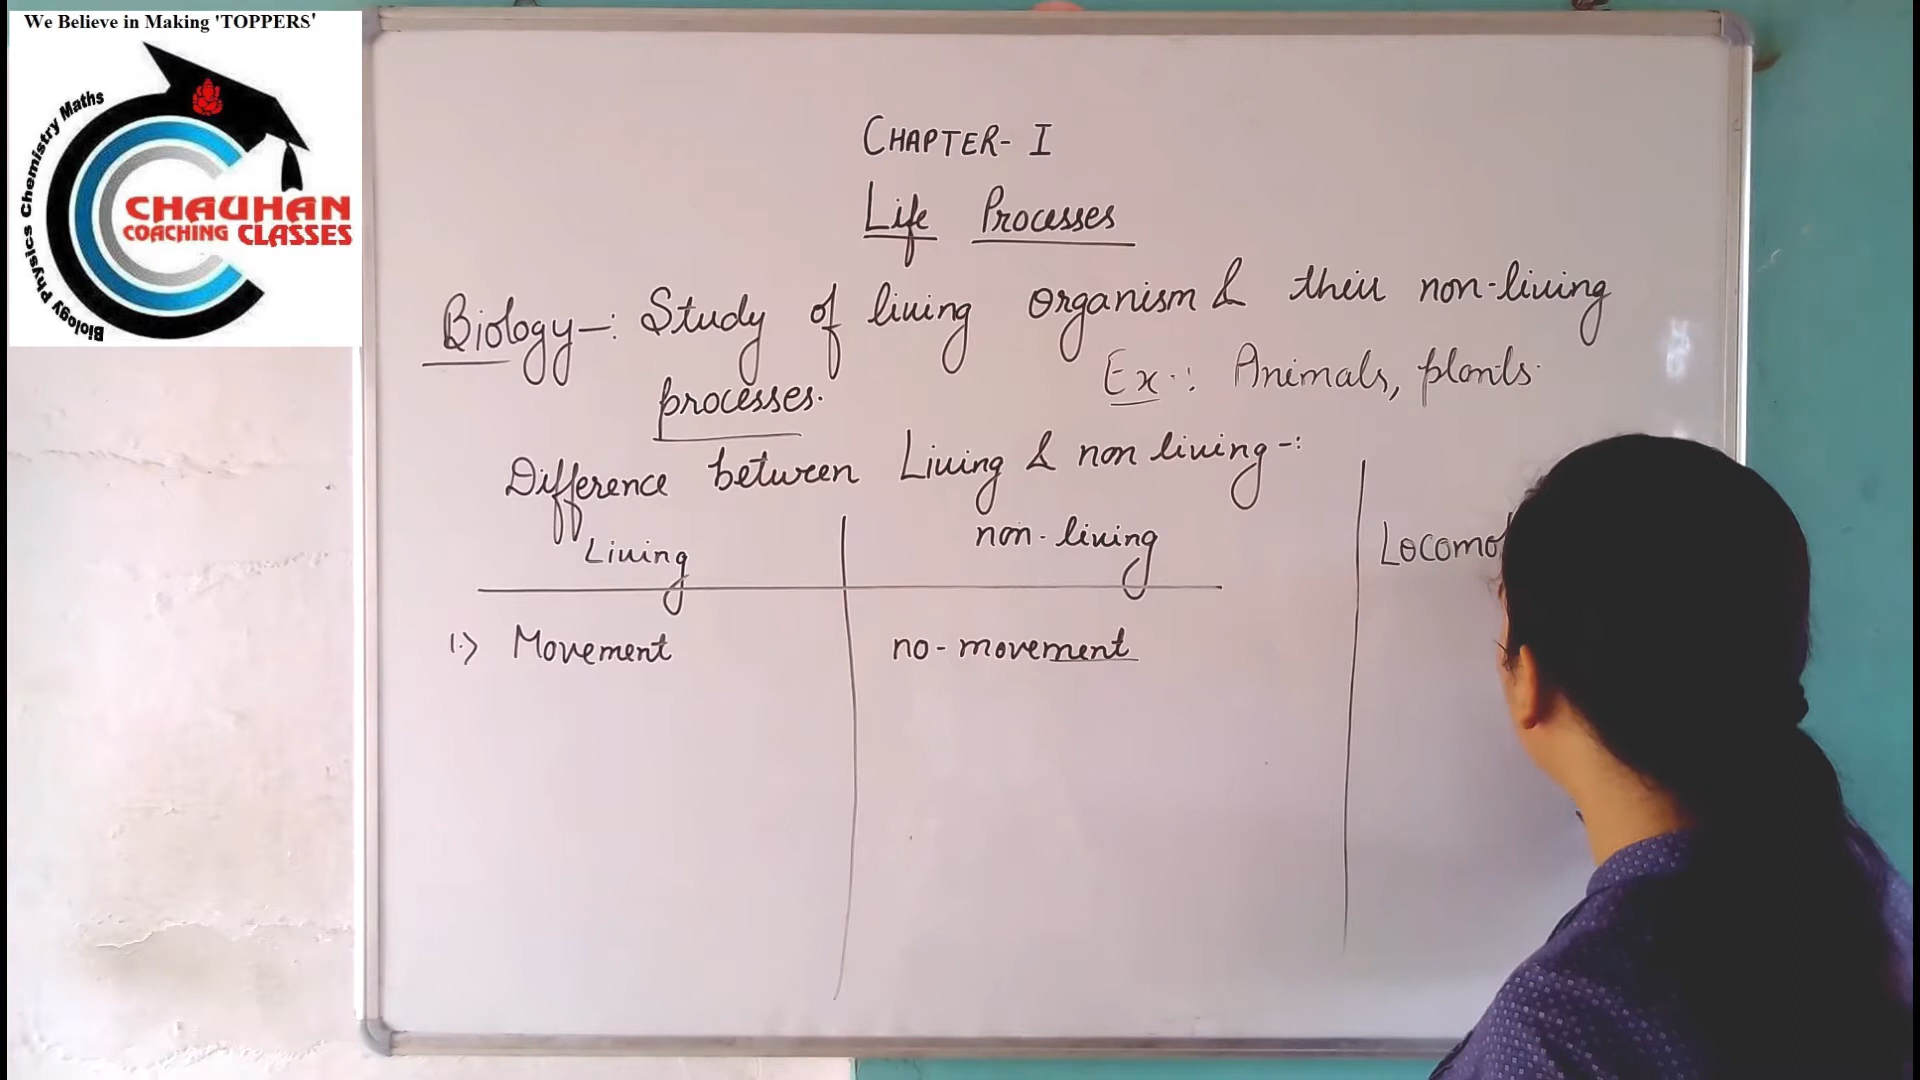 We Believe in Making 'TOPPERS'
Biology Physics Chemistry Maths
CHAUHAN
COACHING CLASSES
CHAPTER- I
Life Processes
Biology-: Study of living organism & their non-living
processes.
Ex.: Animals, plants.
Difference between Living & non living-:
Living non-living
1.) Movement no-movement